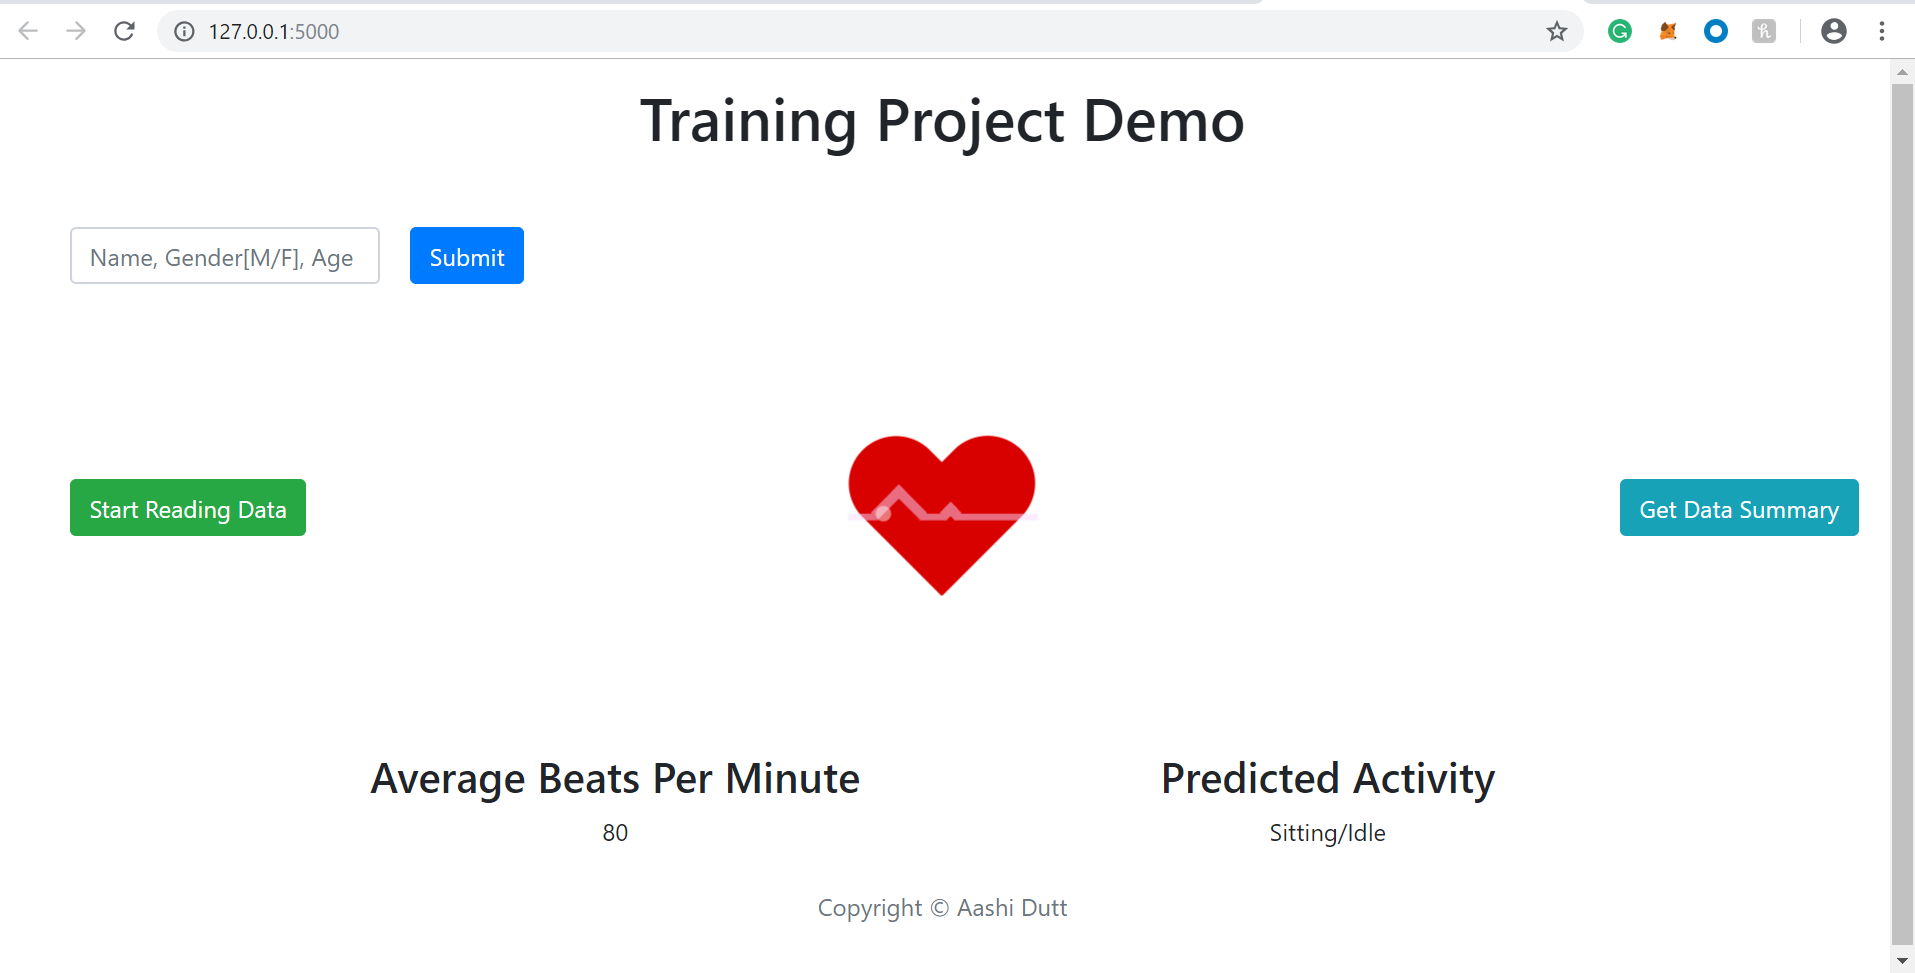 127.0.0.1:5000
Training Project Demo
Name, Gender[M/F], Age
Submit
Start Reading Data
Get Data Summary
Average Beats Per Minute
80
Predicted Activity
Sitting/Idle
Copyright © Aashi Dutt